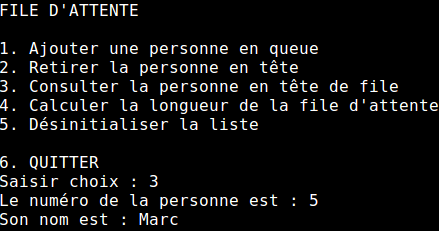 FILE D'ATTENTE
1. Ajouter une personne en queue
2. Retirer la personne en tête
3. Consulter la personne en tête de file
4. Calculer la longueur de la file d'attente
5. Désinitialiser la liste
6. QUITTER
Saisir choix : 3
Le numéro de la personne est : 5
Son nom est : Marc